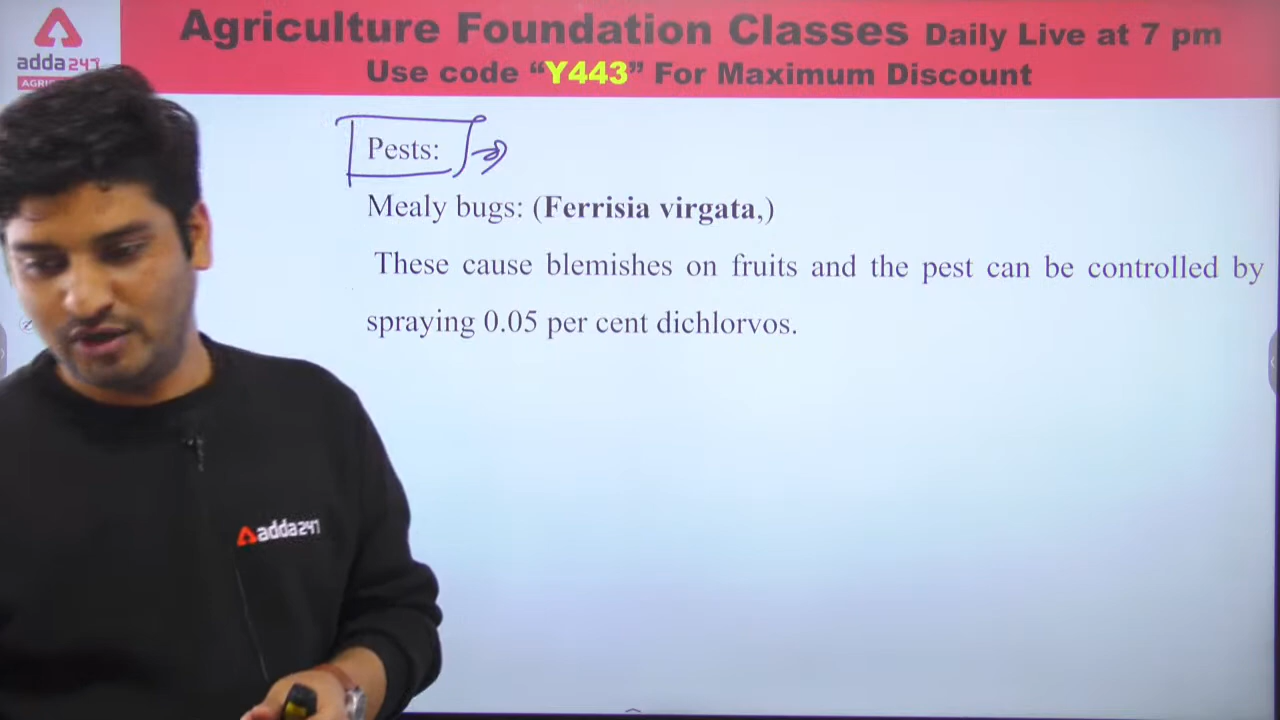 Agriculture Foundation Classes Daily Live at 7 pm
adda247
Use code “Y443” For Maximum Discount
Pests:
Mealy bugs: (Ferrisia virgata,)
These cause blemishes on fruits and the pest can be controlled by
spraying 0.05 per cent dichlorvos.
adda247